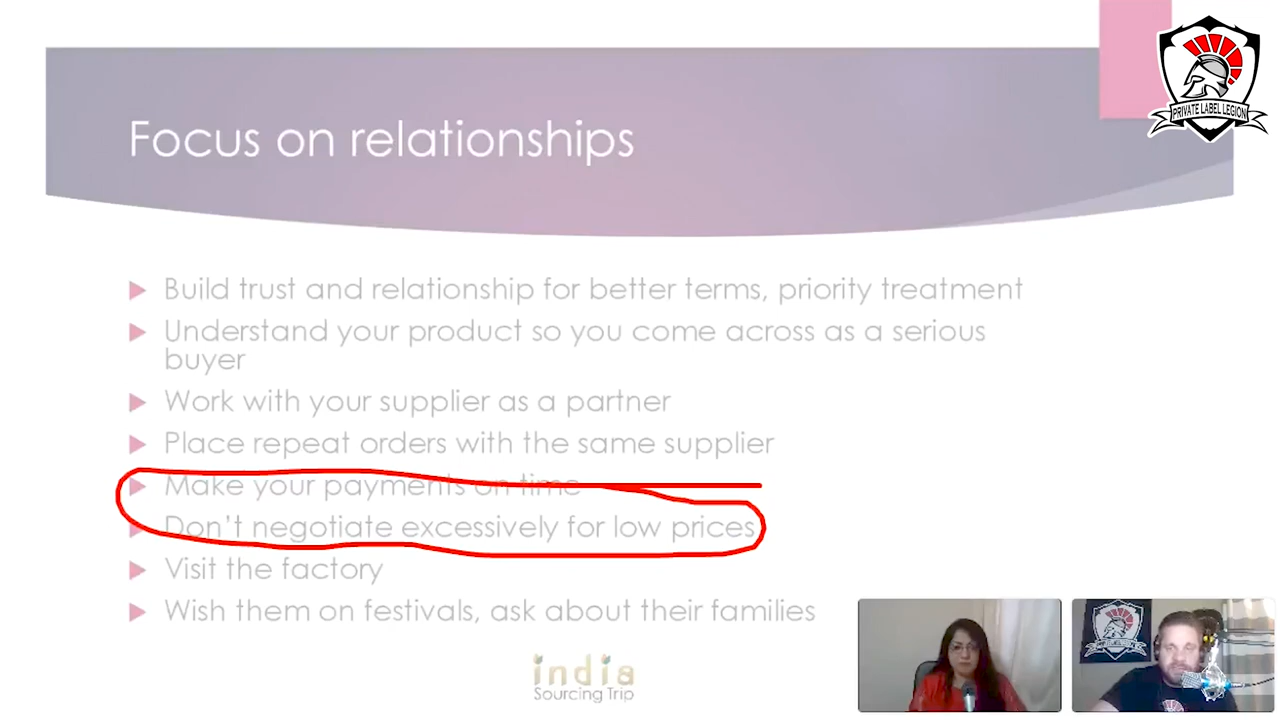 PRIVATE LABEL LEGION
Focus on relationships
Build trust and relationship for better terms, priority treatment
Understand your product so you come across as a serious
buyer
Work with your supplier as a partner
Place repeat orders with the same supplier
Make your payments on time
Don't negotiate excessively for low prices
Visit the factory
Wish them on festivals, ask about their families
india
Sourcing Trip